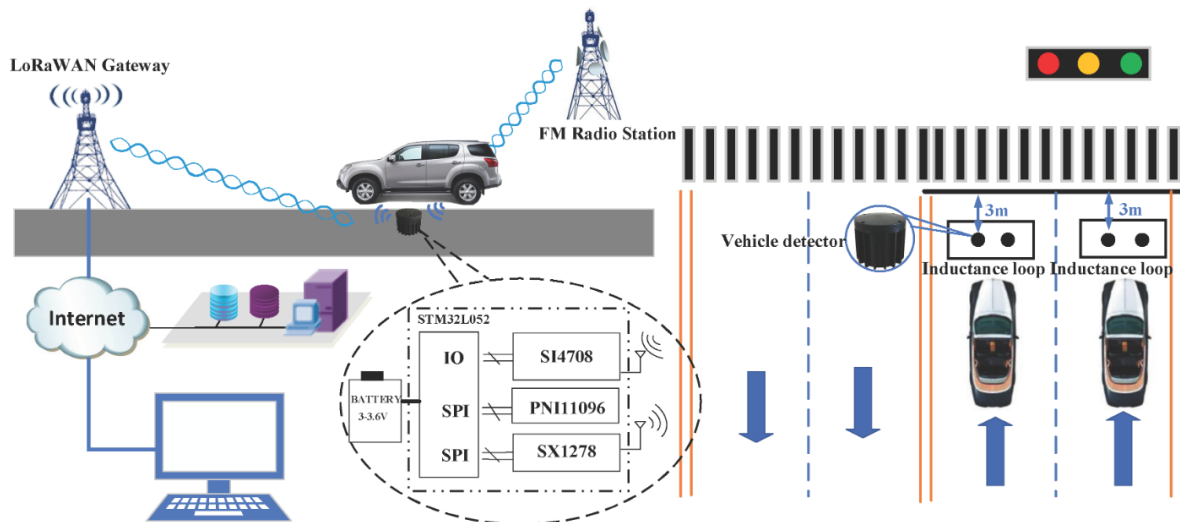 LoRaWAN Gateway
FM Radio Station
Internet
STM32L052
IO
SI4708
BATTERY
3-3.6V
SPI
PNI11096
SPI
SX1278
3m
3m
Vehicle detector
Inductance loop
Inductance loop